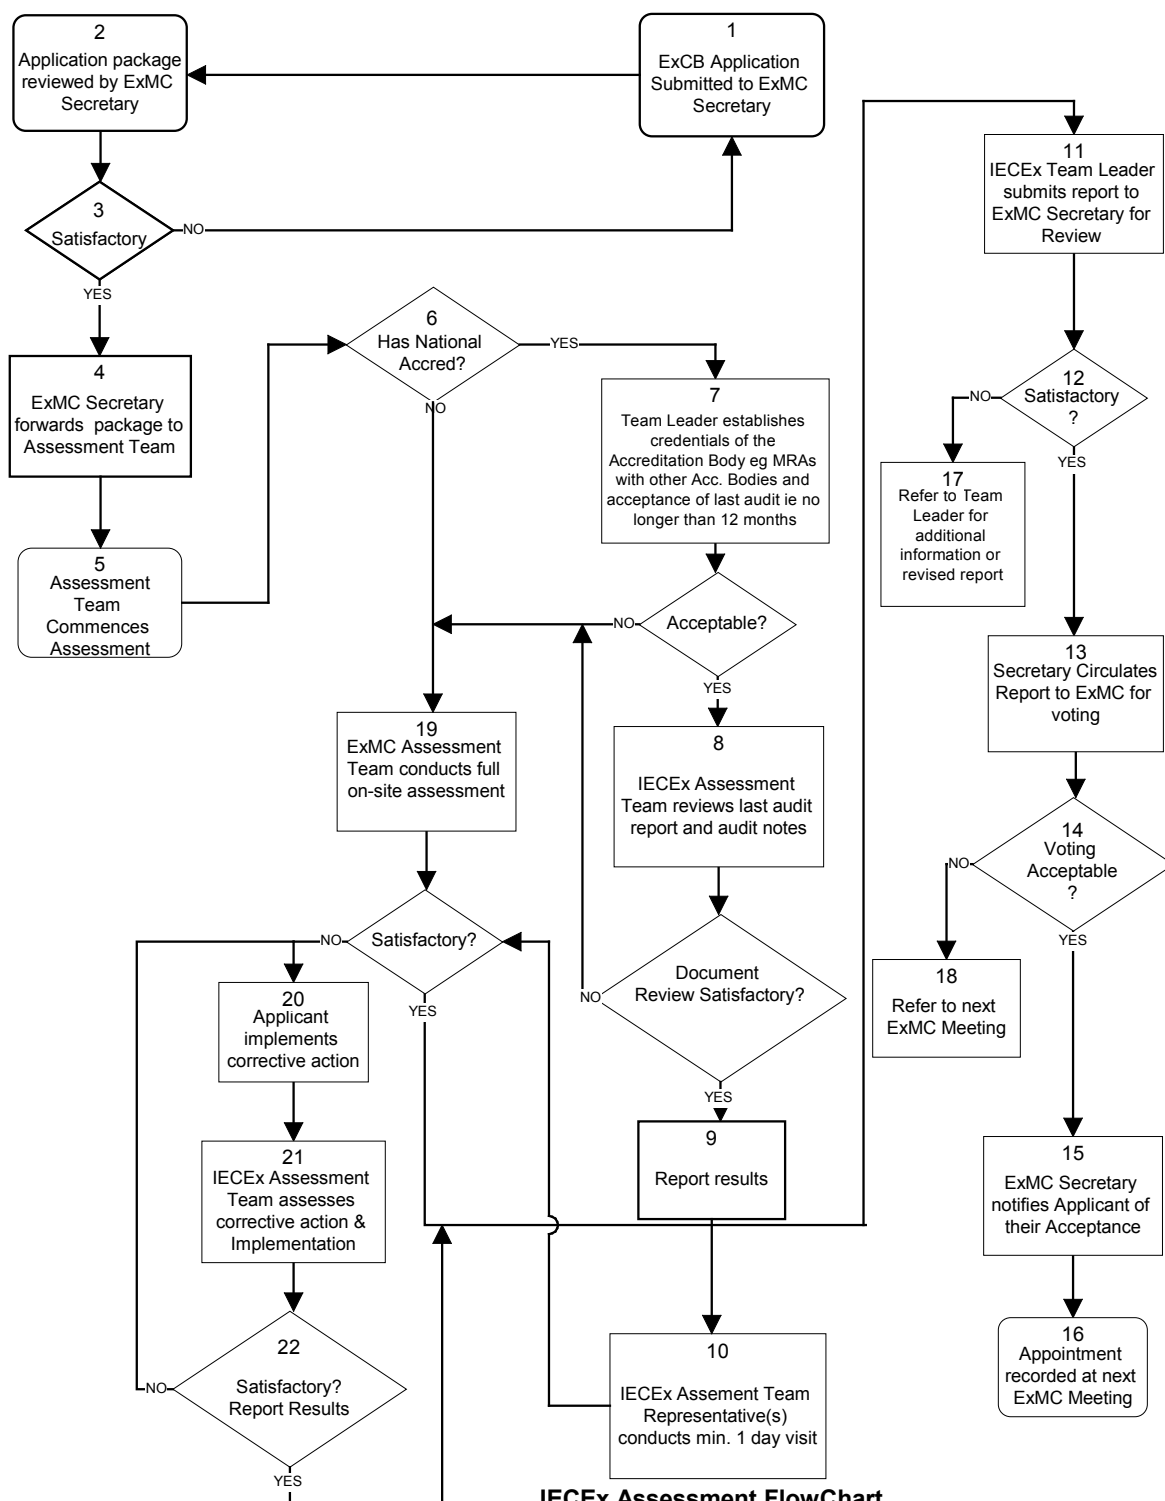 2
Application package
reviewed by ExMC
Secretary
1
ExCB Application
Submitted to ExMC
Secretary
3
Satisfactory
NO
YES
4
ExMC Secretary
forwards package to
Assessment Team
5
Assessment
Team
Commences
Assessment
6
Has National
Accred?
YES
NO
7
Team Leader establishes
credentials of the
Accreditation Body eg MRAs
with other Acc. Bodies and
acceptance of last audit ie no
longer than 12 months
Acceptable?
NO
YES
8
IECEx Assessment
Team reviews last audit
report and audit notes
Document
Review Satisfactory?
NO
YES
9
Report results
10
IECEx Assement Team
Representative(s)
conducts min. 1 day visit
19
ExMC Assessment
Team conducts full
on-site assessment
Satisfactory?
NO
YES
20
Applicant
implements
corrective action
21
IECEx Assessment
Team assesses
corrective action &
Implementation
22
Satisfactory?
Report Results
NO
YES
11
IECEx Team Leader
submits report to
ExMC Secretary for
Review
12
Satisfactory
?
NO
YES
17
Refer to Team
Leader for
additional
information or
revised report
13
Secretary Circulates
Report to ExMC for
voting
14
Voting
Acceptable
?
NO
YES
18
Refer to next
ExMC Meeting
15
ExMC Secretary
notifies Applicant of
their Acceptance
16
Appointment
recorded at next
ExMC Meeting
IECEx Assessment FlowChart